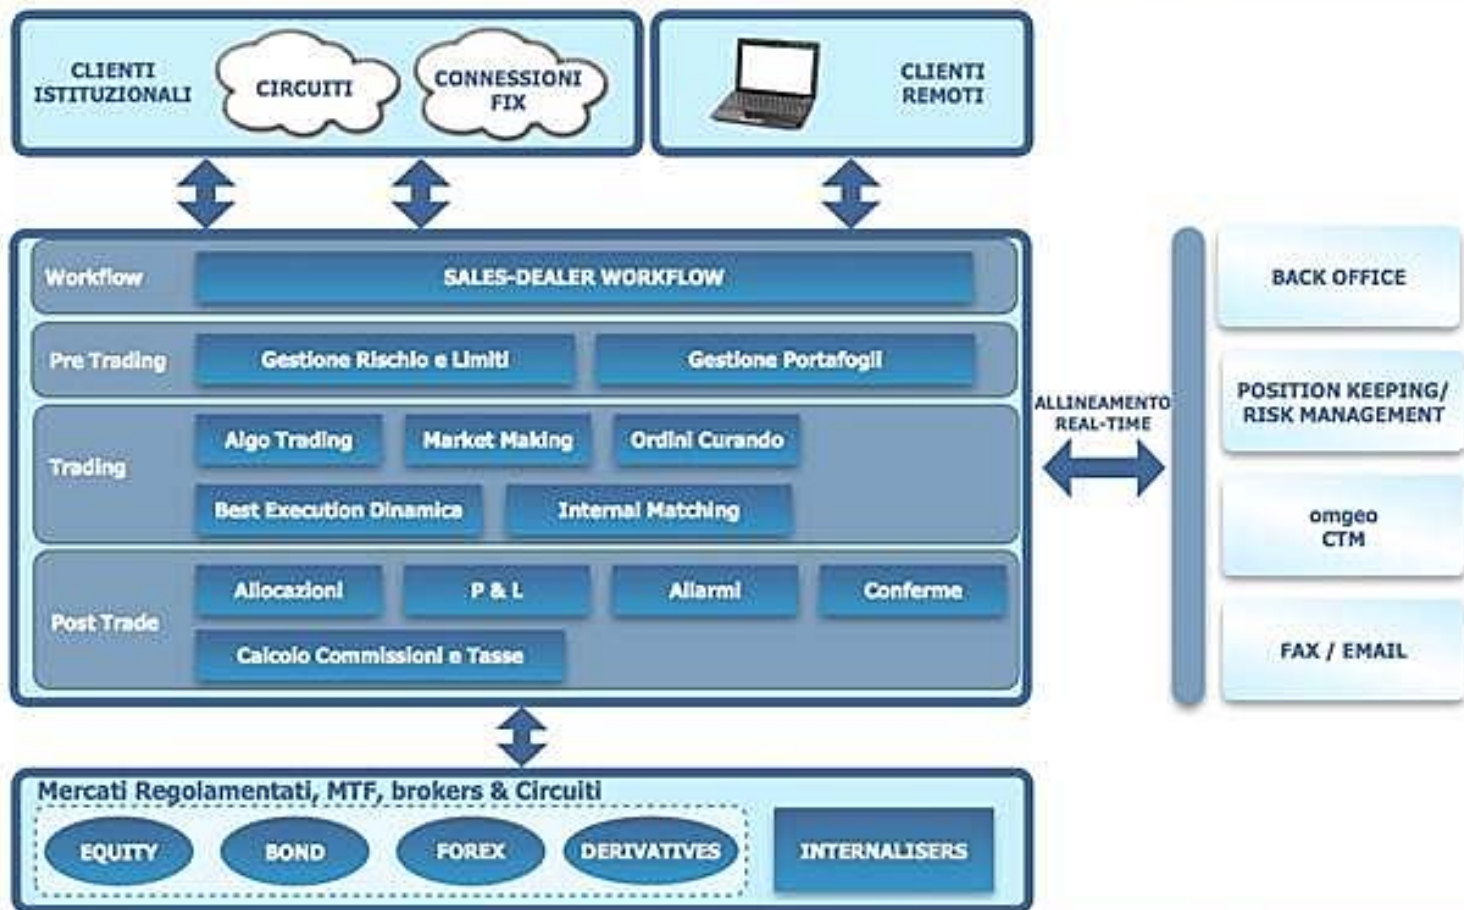 CLIENTI
ISTITUZIONALI
CIRCUITI
CONNESSIONI
FIX
CLIENTI
REMOTI
Workflow
SALES-DEALER WORKFLOW
Pre Trading
Gestione Rischio e Limiti
Gestione Portafogli
Trading
Algo Trading
Market Making
Ordini Curando
Best Execution Dinamica
Internal Matching
Post Trade
Allocazioni
P & L
Allarmi
Conferme
Calcolo Commissioni e Tasse
ALLINEAMENTO
REAL-TIME
BACK OFFICE
POSITION KEEPING/
RISK MANAGEMENT
omgeo
CTM
FAX / EMAIL
Mercati Regolamentati, MTF, brokers & Circuiti
EQUITY
BOND
FOREX
DERIVATIVES
INTERNALISERS